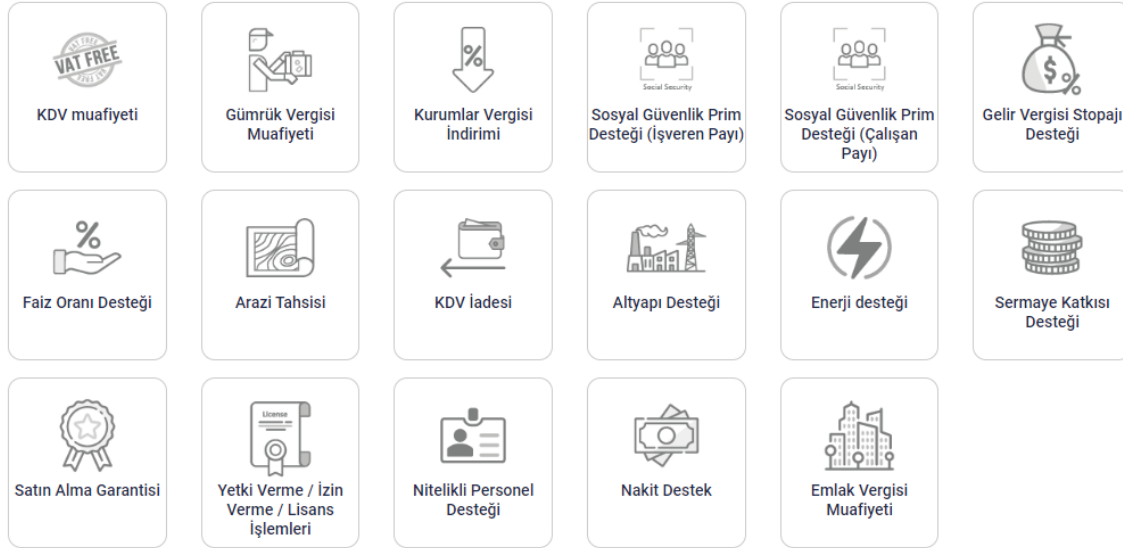 VAT FREE
VAT FREE
KDV muafiyeti
Gümrük Vergisi
Muafiyeti
%
Kurumlar Vergisi
İndirimi
Social Security
Sosyal Güvenlik Prim
Desteği (İşveren Payı)
Social Security
Sosyal Güvenlik Prim
Desteği (Çalışan
Payı)
$
%
Gelir Vergisi Stopajı
Desteği
%
Faiz Oranı Desteği
Arazi Tahsisi
KDV İadesi
Altyapı Desteği
Enerji desteği
Sermaye Katkısı
Desteği
Satın Alma Garantisi
License
Yetki Verme / İzin
Verme / Lisans
İşlemleri
Nitelikli Personel
Desteği
Nakit Destek
Emlak Vergisi
Muafiyeti